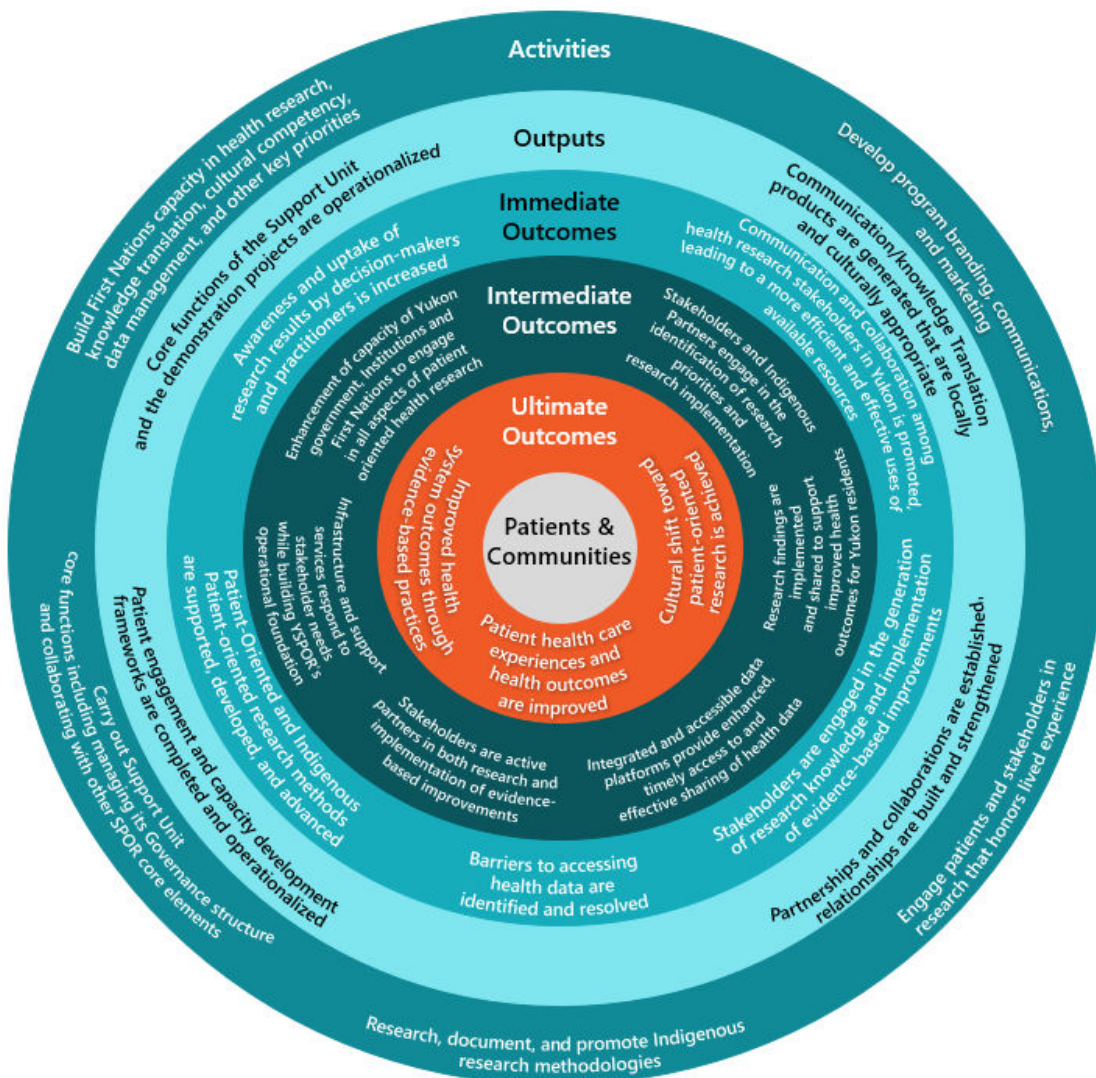 Activities
Build First Nations capacity in health research,
knowledge translation, cultural competency,
data management, and other key priorities
Develop program branding, communications,
and marketing
Engage patients and stakeholders in
research that honors lived experience
Research, document, and promote Indigenous
research methodologies
Carry out Support Unit
core functions including managing its Governance structure
and collaborating with other SPOR core elements
Outputs
Core functions of the Support Unit
and the demonstration projects are operationalized
Communication/knowledge Translation
products are generated that are locally
and culturally appropriate
Partnerships and collaborations are established,
relationships are built and strengthened
Patient engagement and capacity development
frameworks are completed and operationalized
Immediate
Outcomes
Awareness and uptake of
research results by decision-makers
and practitioners is increased
Communication and collaboration among
health research stakeholders in Yukon is promoted,
leading to a more efficient and effective uses of
available resources
Stakeholders are engaged in the generation
of research knowledge and implementation
of evidence-based improvements
Barriers to accessing
health data are
identified and resolved
Patient-Oriented and Indigenous
Patient-oriented research methods
are supported, developed, and advanced
Intermediate
Outcomes
Enhancement of capacity of Yukon
government, Institutions and
First Nations to engage
in all aspects of patient
oriented health research
Stakeholders and Indigenous
Partners engage in the
identification of research
priorities and
research implementation
Research findings are
implemented
and shared to support
improved health
outcomes for Yukon residents
Integrated and accessible data
platforms provide enhanced,
timely access to and
effective sharing of health data
Stakeholders are active
partners in both research and
implementation of evidence-
based improvements
Infrastructure and support
services respond to
stakeholder needs
while building YSPOR's
operational foundation
Ultimate
Outcomes
Improved health
system outcomes through
evidence-based practices
Cultural shift toward
patient-oriented
research is achieved
Patient health care
experiences and
health outcomes
are improved
Patients &
Communities